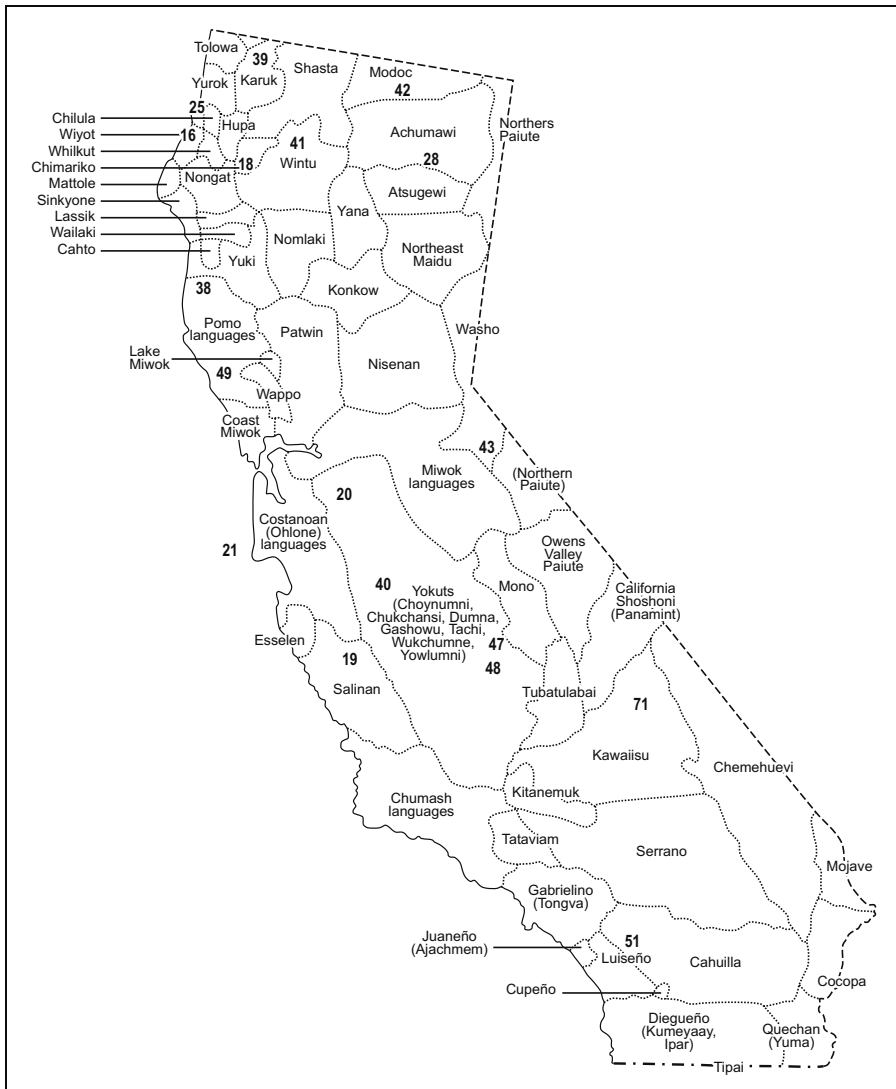 Tolowa
39
Shasta
Modoc
Yurok
Karuk
42
25
Northers
Paiute
Chilula
Hupa
Achumawi
Wiyot
16
41
Whilkut
Wintu
28
Chimariko
18
Nongat
Mattole
Atsugewi
Sinkyone
Yana
Lassik
Wailaki
Nomlaki
Northeast
Maidu
Cahto
Yuki
38
Konkow
Pomo
languages
Patwin
Washo
Lake
Miwok
Nisenan
49
Wappo
Coast
Miwok
43
Miwok
languages
(Northern
Paiute)
20
Costanoan
(Ohlone)
languages
21
Owens
Valley
Paiute
40
Yokuts
(Choynumni,
Chukchansi, Dumna,
Gashowu, Tachi,
Wukchumne,
Yowlumni)
Mono
California
Shoshoni
(Panamint)
Esselen
47
19
48
Salinan
Tubatulabai
71
Kawaiisu
Chemehuevi
Chumash
languages
Kitanemuk
Tataviam
Serrano
Mojave
Gabrielino
(Tongva)
Juaneño
(Ajachmem)
51
Luiseño
Cahuilla
Cupeño
Cocopa
Diegueño
(Kumeyaay,
Ipar)
Quechan
(Yuma)
Tipai